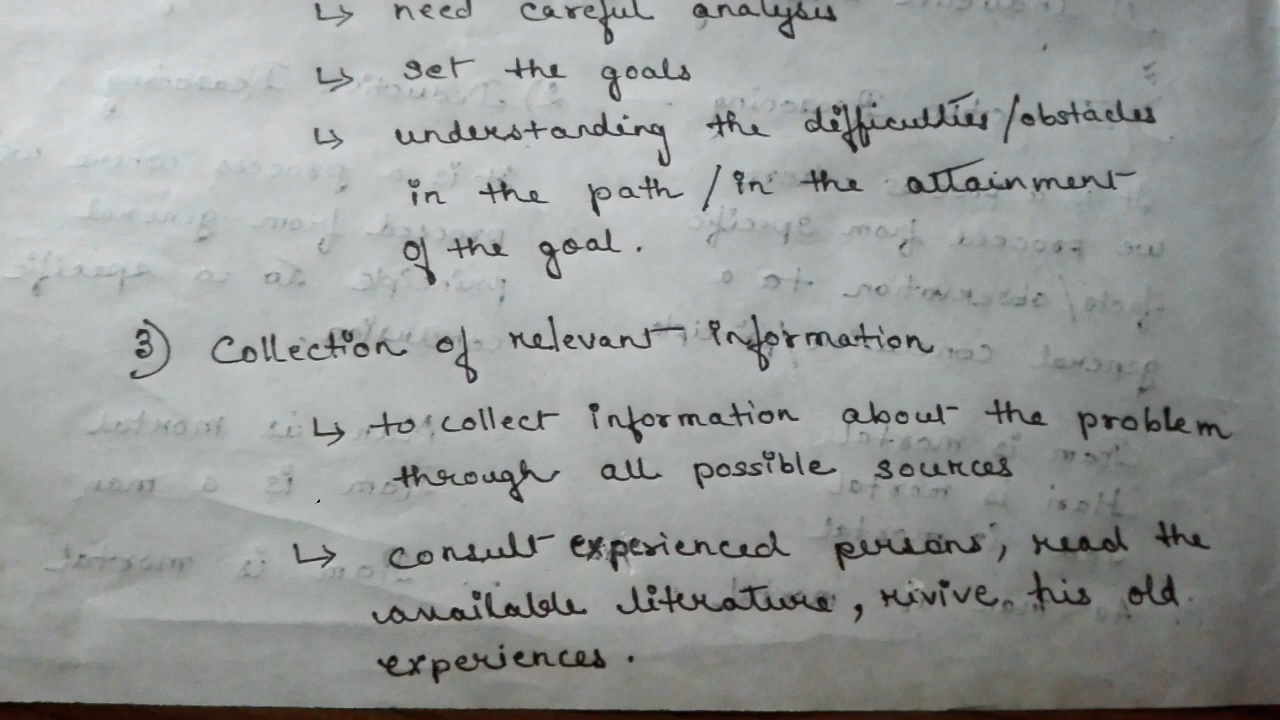 ↳ need careful analysis
↳ set the goals
↳ understanding the difficulties/obstacles
in the path / in the attainment
of the goal.
3) Collection of relevant information
↳ to collect information about the problem
through all possible sources
↳ consult experienced persons, read the
available literature, rivive his old
experiences.